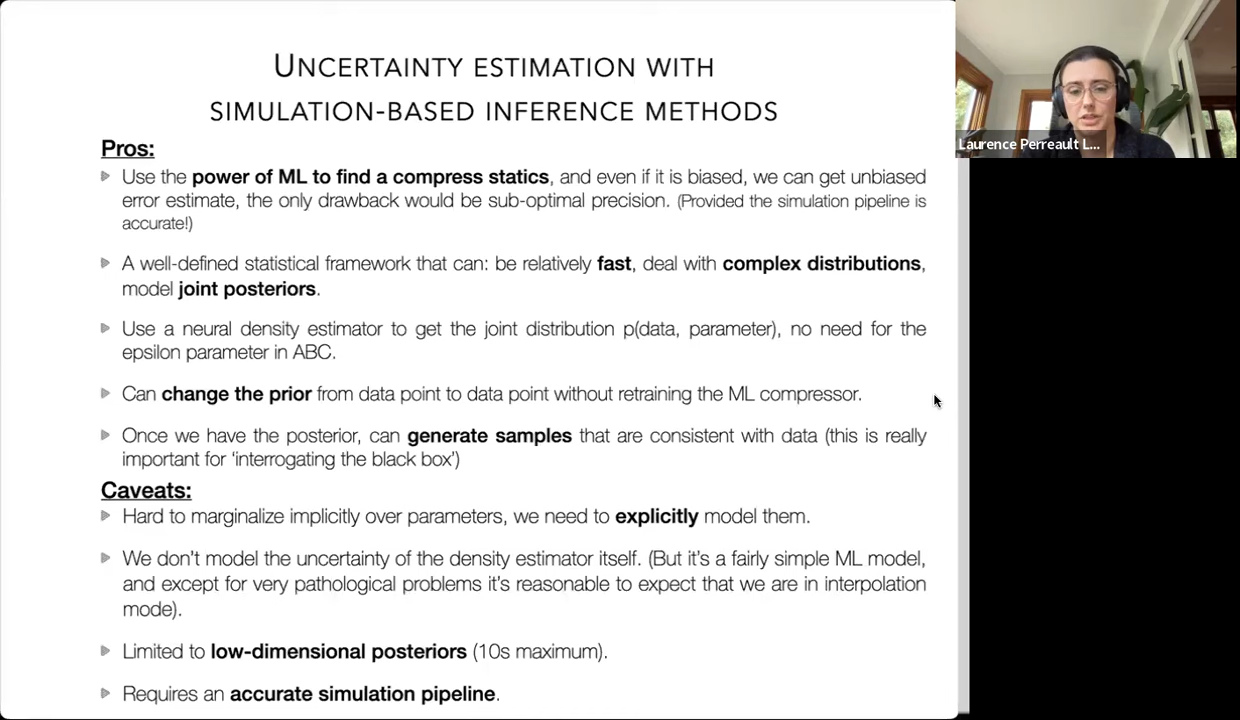 UNCERTAINTY ESTIMATION WITH
SIMULATION-BASED INFERENCE METHODS
Pros:
Use the power of ML to find a compress statics, and even if it is biased, we can get unbiased
error estimate, the only drawback would be sub-optimal precision. (Provided the simulation pipeline is
accurate!)
A well-defined statistical framework that can: be relatively fast, deal with complex distributions,
model joint posteriors.
Use a neural density estimator to get the joint distribution p(data, parameter), no need for the
epsilon parameter in ABC.
Can change the prior from data point to data point without retraining the ML compressor.
Once we have the posterior, can generate samples that are consistent with data (this is really
important for ‘interrogating the black box’)
Caveats:
Hard to marginalize implicitly over parameters, we need to explicitly model them.
We don’t model the uncertainty of the density estimator itself. (But it’s a fairly simple ML model,
and except for very pathological problems it’s reasonable to expect that we are in interpolation
mode).
Limited to low-dimensional posteriors (10s maximum).
Requires an accurate simulation pipeline.
Laurence Perreault L...